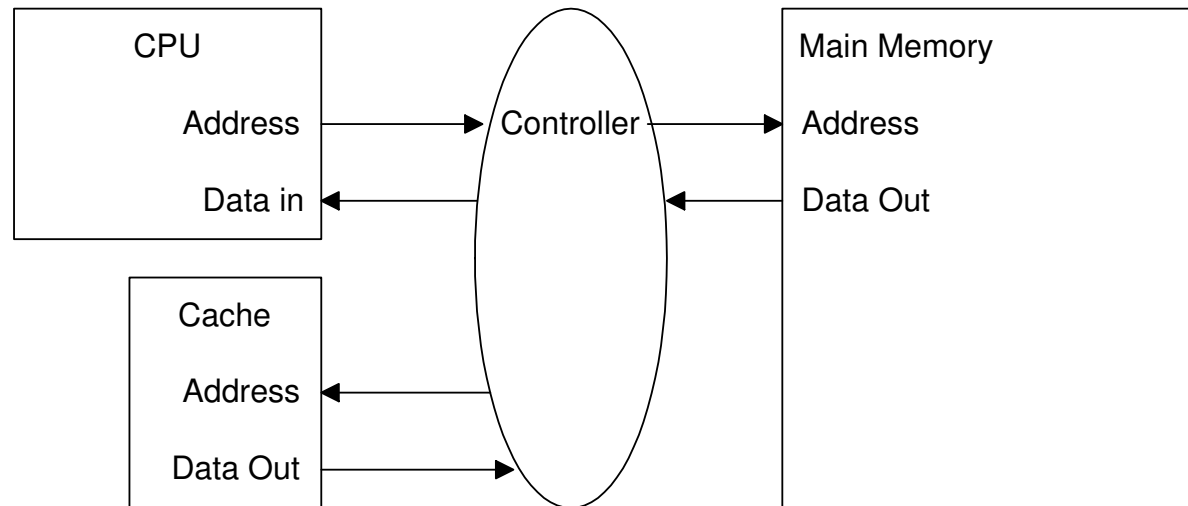 CPU
Address
Data in
Cache
Address
Data Out
Controller
Main Memory
Address
Data Out